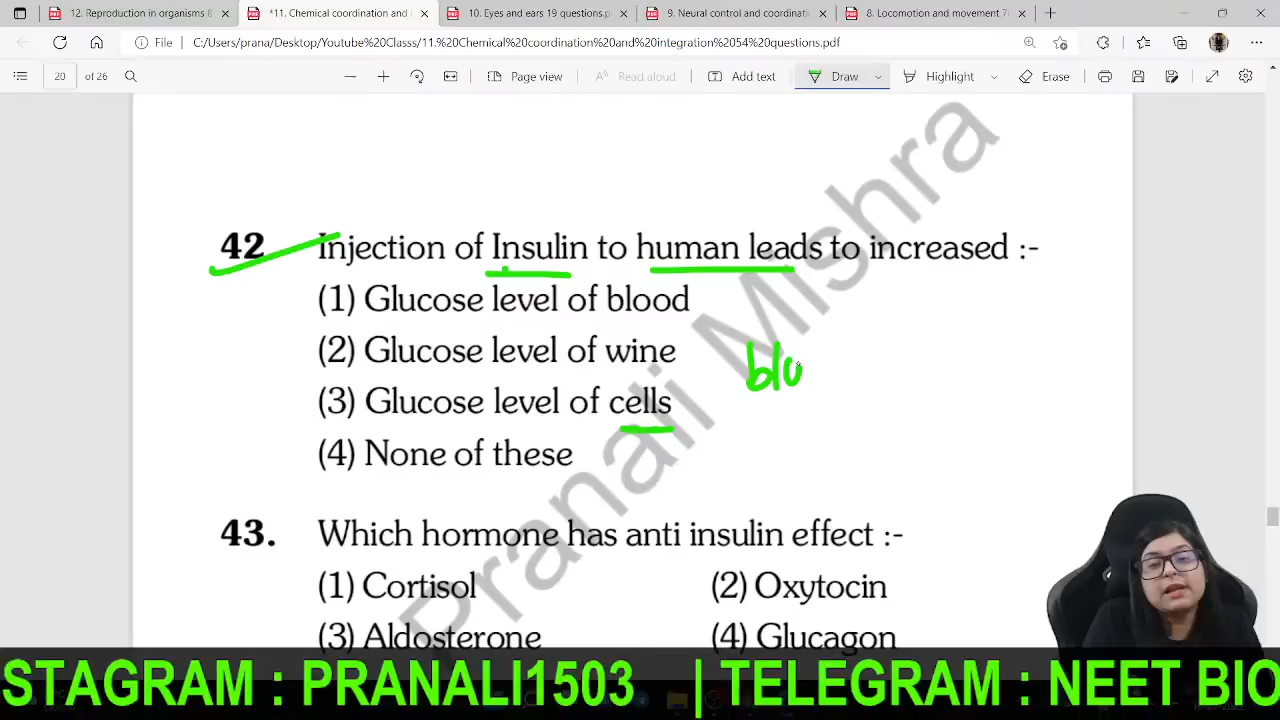 12. Reproduction in organisms 8
*11. Chemical coordination and i
10. Eyes and ears 19 questions.p
9. Neural control and coordinat
8. Locomotion and movement 7
File
C:/Users/prana/Desktop/Youtube%20Classs/11.%20Chemical%20coordination%20and%20integration%2054%20questions.pdf
20 of 26
Page view
Read aloud
Add text
Draw
Highlight
Erase
42 Injection of Insulin to human leads to increased :-
(1) Glucose level of blood
(2) Glucose level of wine
blo
(3) Glucose level of cells
(4) None of these
Pranali Mishra
43. Which hormone has anti insulin effect :-
(1) Cortisol (2) Oxytocin
(3) Aldosterone (4) Glucagon
STAGRAM : PRANALI1503 | TELEGRAM : NEET BIO